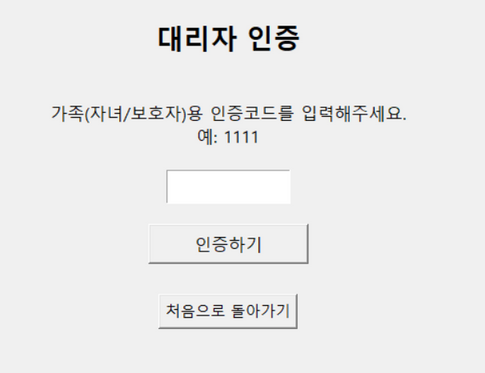 대리자 인증
가족(자녀/보호자)용 인증코드를 입력해주세요.
예: 1111
인증하기
처음으로 돌아가기